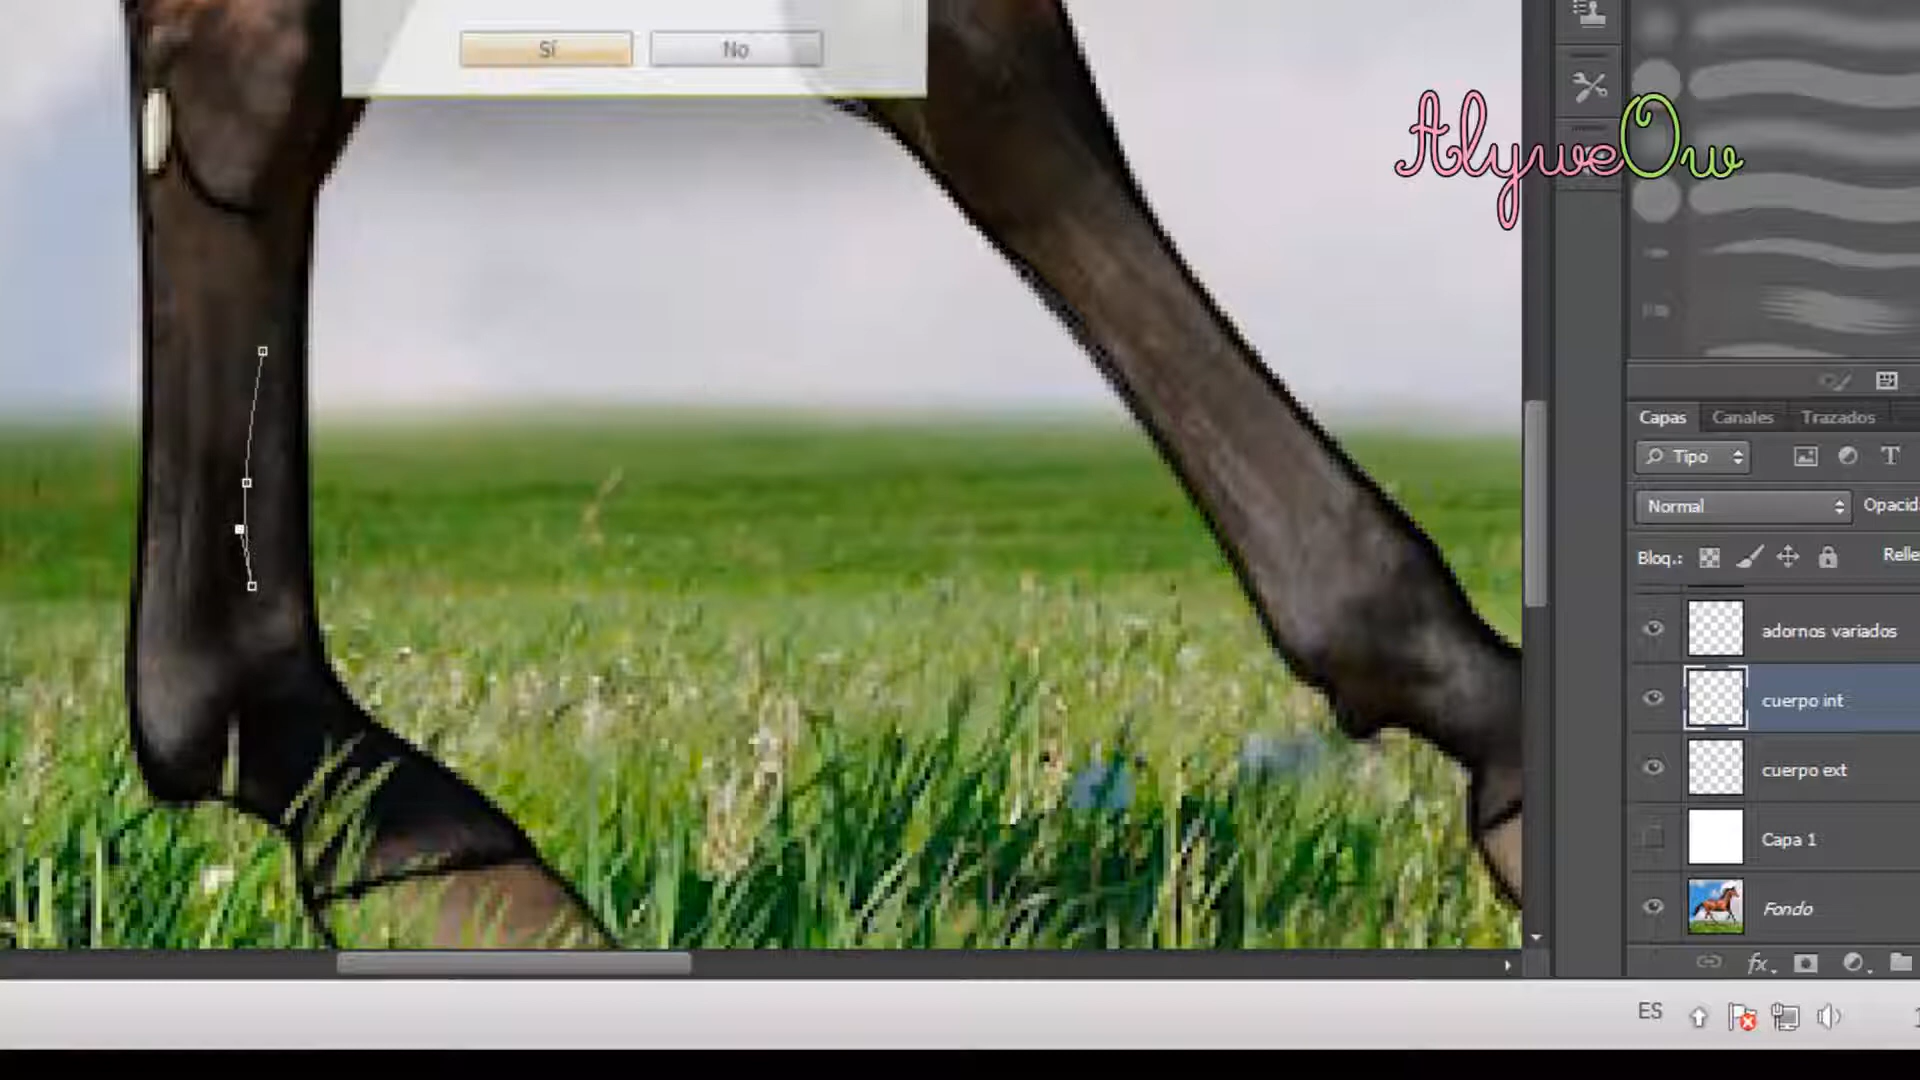 Sí
No
AlyweOw
Capas
Canales
Trazados
Tipo
T
Normal
Opacid
Bloq.:
Relle
adornos variados
cuerpo int
cuerpo ext
Capa 1
Fondo
fx
ES